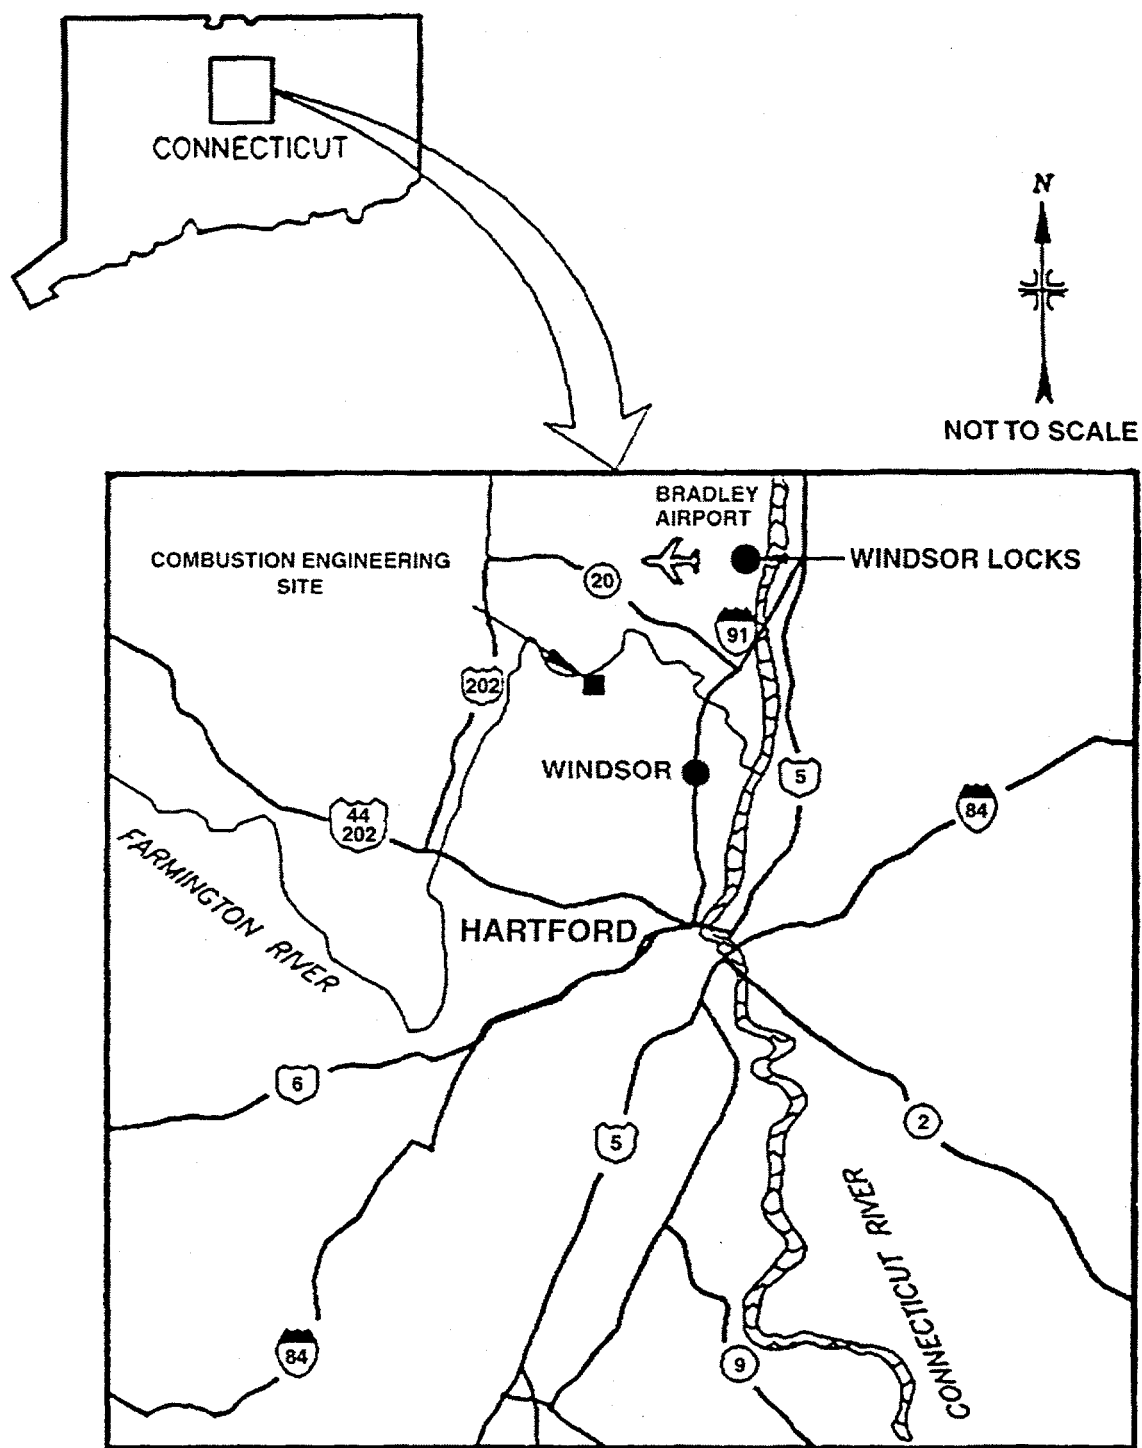 CONNECTICUT
N
NOT TO SCALE
BRADLEY
AIRPORT
COMBUSTION ENGINEERING
SITE
WINDSOR LOCKS
20
91
202
WINDSOR
5
84
44
202
FARMINGTON RIVER
HARTFORD
6
5
2
CONNECTICUT RIVER
84
9